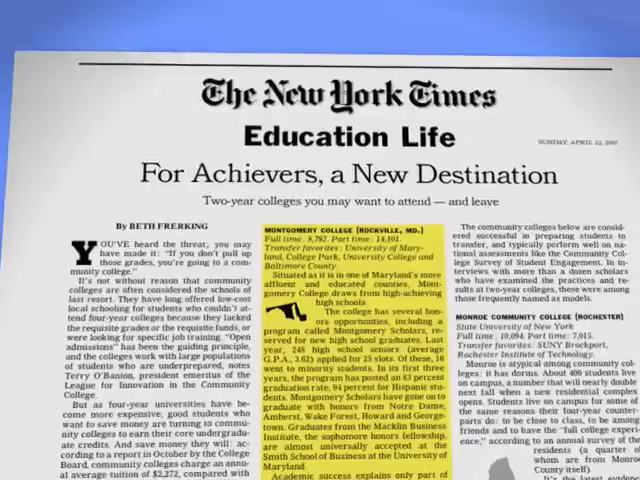 The New York Times
Education Life
SUNDAY, APRIL 22, 2007
For Achievers, a New Destination
Two-year colleges you may want to attend — and leave
By BETH FRERKING
YOU'VE heard the threat; you may
have made it: “If you don't pull up
those grades, you're going to a com-
munity college.”
It's not without reason that community
colleges are often considered the schools of
last resort. They have long offered low-cost
local schooling for students who couldn't at-
tend four-year colleges because they lacked
the requisite grades or the requisite funds, or
were looking for specific job training. “Open
admissions” has been the guiding principle,
and the colleges work with large populations
of students who are underprepared, notes
Terry O'Banion, president emeritus of the
League for Innovation in the Community
College.
But as four-year universities have be-
come more expensive, good students who
want to save money are turning to commu-
nity colleges to earn their core undergradu-
ate credits. And save money they will: ac-
cording to a report in October by the College
Board, community colleges charge an annu-
al average tuition of $2,272, compared with
MONTGOMERY COLLEGE (ROCKVILLE, MD.)
Full time: 8,792. Part time: 14,101.
Transfer favorites: University of Mary-
land, College Park, University College and
Baltimore County.
Situated as it is in one of Maryland's more
affluent and educated counties, Mont-
gomery College draws from high-achieving
high schools.
The college has several hon-
ors opportunities, including a
program called Montgomery Scholars, re-
served for new high school graduates. Last
year, 248 high school seniors (average
G.P.A., 3.62) applied for 25 slots. Of these, 16
went to minority students. In its first three
years, the program has posted an 83 percent
graduation rate, 94 percent for Hispanic stu-
dents. Montgomery Scholars have gone on to
graduate with honors from Notre Dame,
Amherst, Wake Forest, Howard and George-
town. Graduates from the Macklin Business
Institute, the sophomore honors fellowship,
are almost universally accepted at the
Smith School of Business at the University of
Maryland.
Academic success explains only part of
The community colleges below are consid-
ered successful in preparing students to
transfer, and typically perform well on na-
tional assessments like the Community Col-
lege Survey of Student Engagement. In in-
terviews with more than a dozen scholars
who have examined the practices and re-
sults at two-year colleges, these were among
those frequently named as models.
MONROE COMMUNITY COLLEGE (ROCHESTER)
State University of New York
Full time: 10,094. Part time: 7,015.
Transfer favorites: SUNY Brockport,
Rochester Institute of Technology.
Monroe is atypical among community col-
leges: it has dorms. About 400 students live
on campus, a number that will nearly double
next fall when a new residential complex
opens. Students live on campus for some of
the same reasons their four-year counter-
parts do: to be close to class, to be among
friends and to have the “full college experi-
ence,” according to an annual survey of the
residents (a quarter of
whom are from Monroe
County itself).
It's the latest